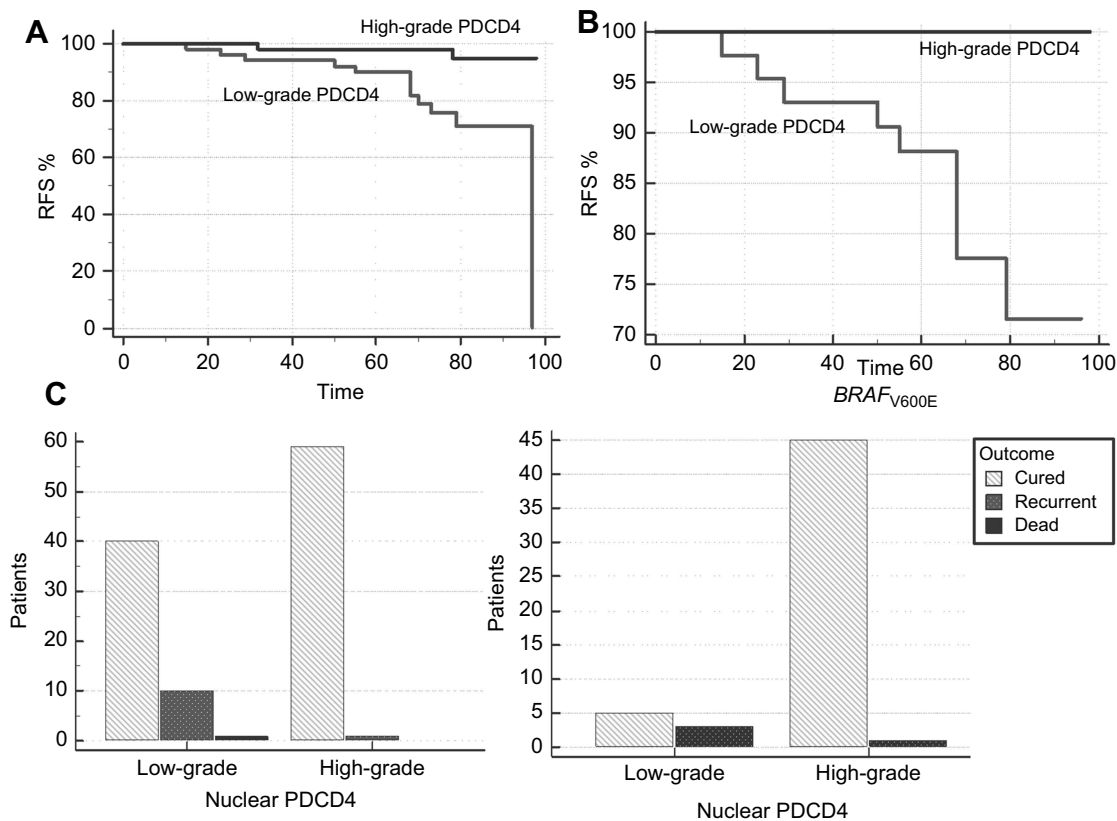 A
High-grade PDCD4
Low-grade PDCD4
RFS %
100
80
60
40
20
0
0 20 40 60 80 100
Time
B
High-grade PDCD4
Low-grade PDCD4
RFS %
100
95
90
85
80
75
70
0 20 40 60 80 100
Time
BRAFV600E
C
Patients
60
50
40
30
20
10
0
Low-grade High-grade
Nuclear PDCD4
Patients
45
40
35
30
25
20
15
10
5
0
Low-grade High-grade
Nuclear PDCD4
Outcome
Cured
Recurrent
Dead